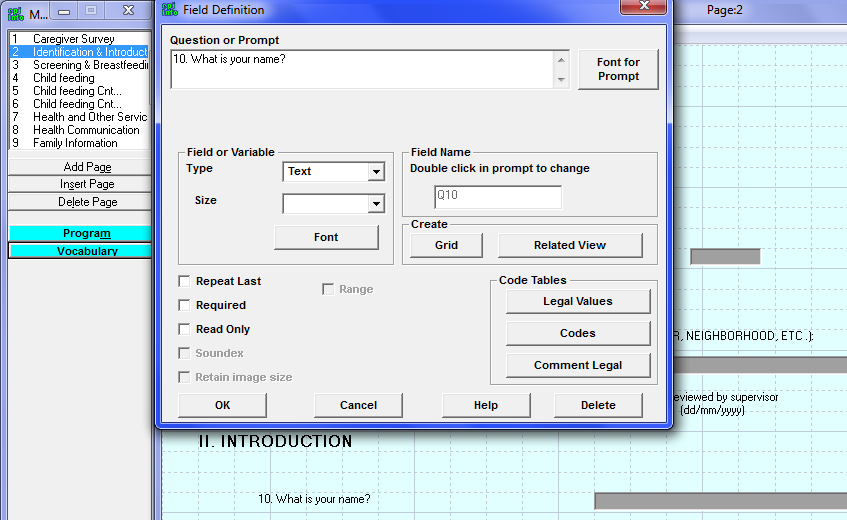 epi
info
M...
1 Caregiver Survey
2 Identification & Introduct
3 Screening & Breastfeedin
4 Child feeding
5 Child feeding Cnt...
6 Child feeding Cnt...
7 Health and Other Servic
8 Health Communication
9 Family Information
Add Page
Insert Page
Delete Page
Program
Vocabulary
epi
info
Field Definition
Question or Prompt
10. What is your name?
Font for
Prompt
Field or Variable
Type
Text
Size
Font
Field Name
Double click in prompt to change
Q10
Create
Grid
Related View
Repeat Last
Range
Required
Read Only
Soundex
Retain image size
Code Tables
Legal Values
Codes
Comment Legal
OK
Cancel
Help
Delete
Page:2
R, NEIGHBORHOOD, ETC .):
eviewed by supervisor
(dd/mm/yyyy)
II. INTRODUCTION
10. What is your name?